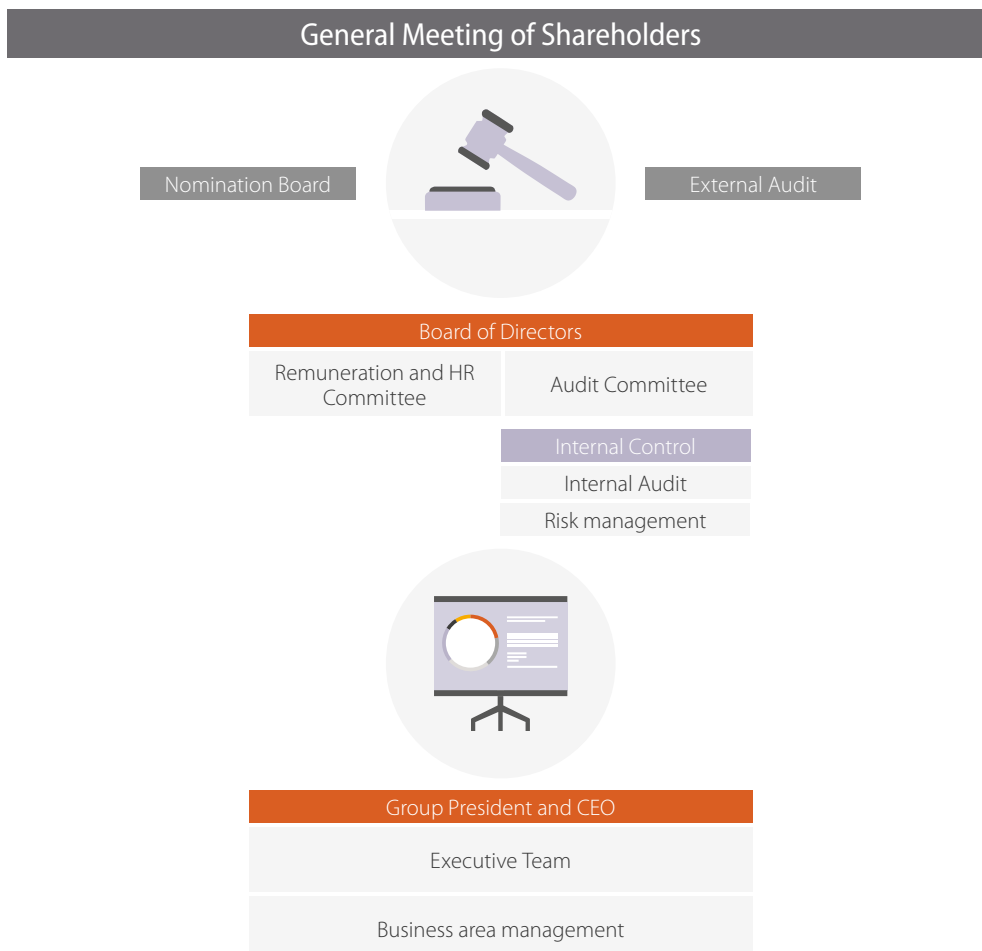 General Meeting of Shareholders
Nomination Board
External Audit
Board of Directors
Remuneration and HR
Committee
Audit Committee
Internal Control
Internal Audit
Risk management
Group President and CEO
Executive Team
Business area management